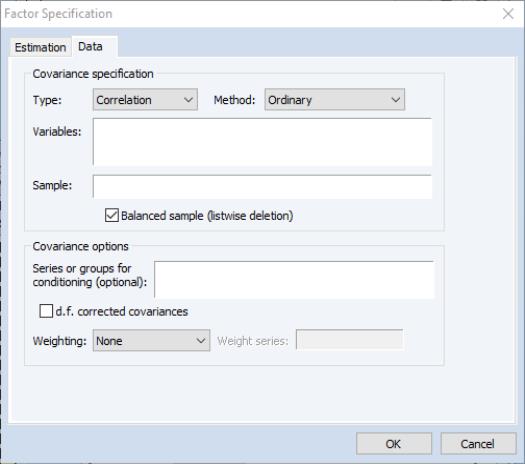 Factor Specification
Estimation Data
Covariance specification
Type: Correlation Method: Ordinary
Variables:
Sample:
Balanced sample (listwise deletion)
Covariance options
Series or groups for
conditioning (optional):
d.f. corrected covariances
Weighting: None Weight series:
OK Cancel